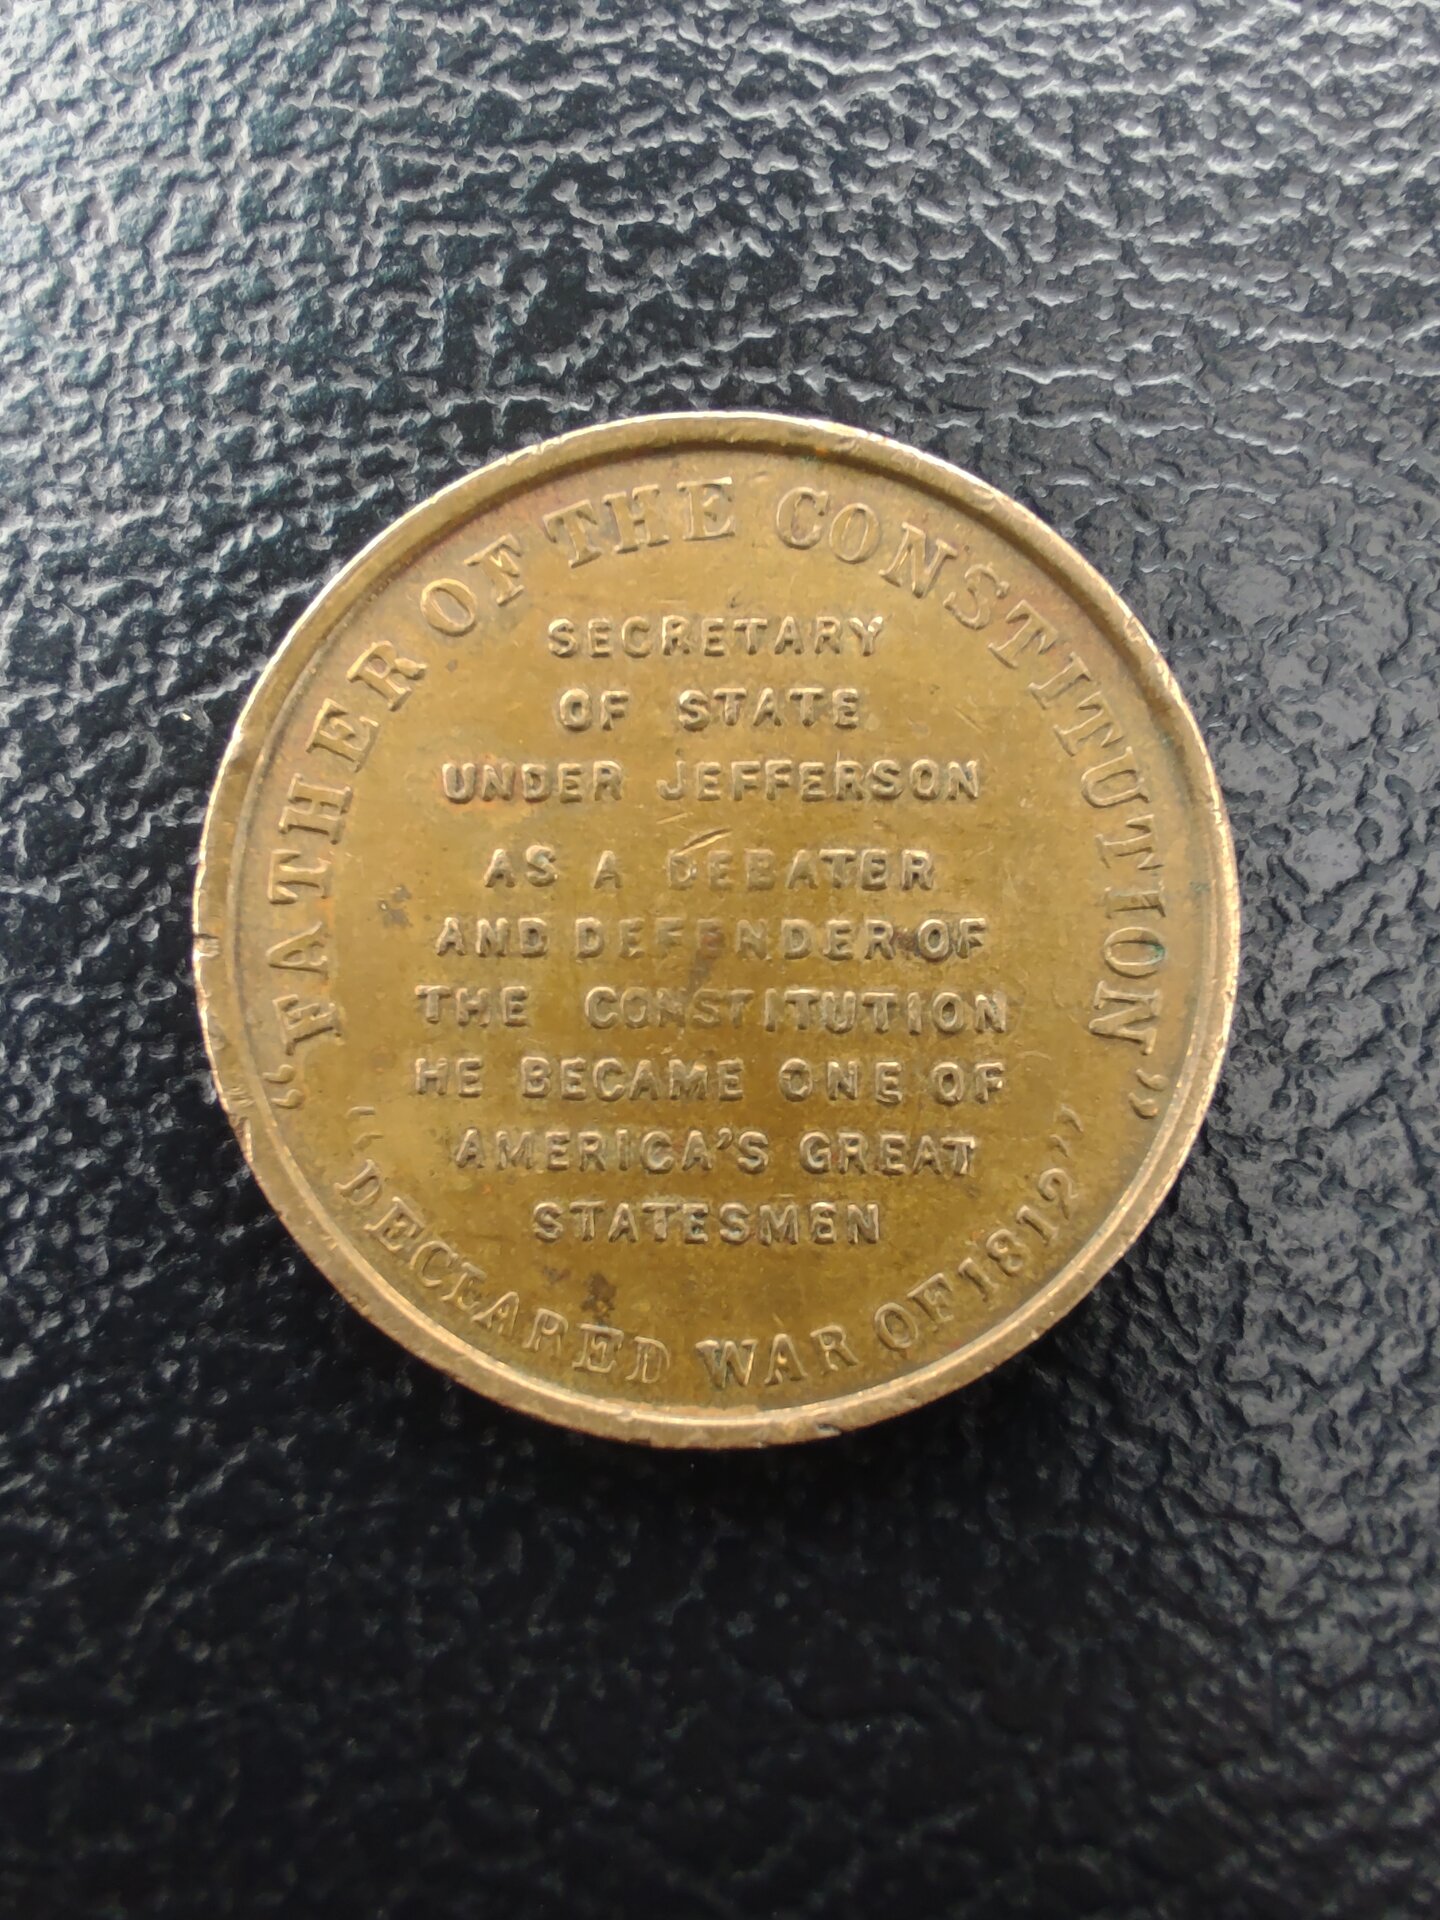 "FATHER OF THE CONSTITUTION"
SECRETARY
OF STATE
UNDER JEFFERSON
AS A DEBATER
AND DEFENDER OF
THE CONSTITUTION
HE BECAME ONE OF
AMERICA'S GREAT
STATESMEN
"DECLARED WAR OF 1812"